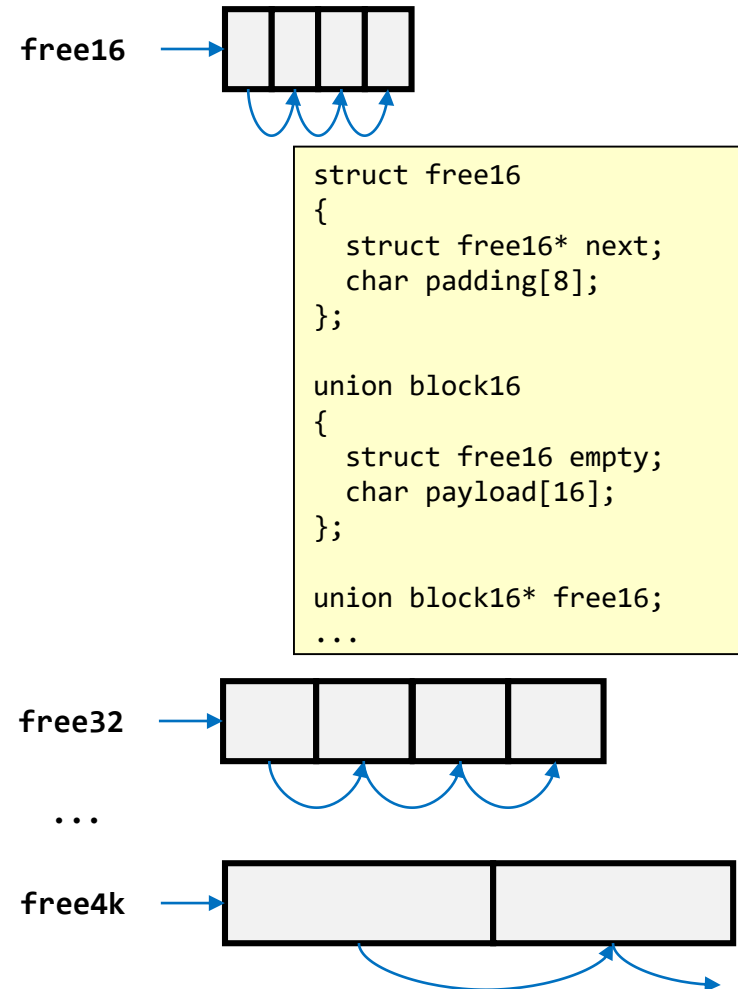 free16
struct free16
{
  struct free16* next;
  char padding[8];
};

union block16
{
  struct free16 empty;
  char payload[16];
};

union block16* free16;
...
free32
...
free4k